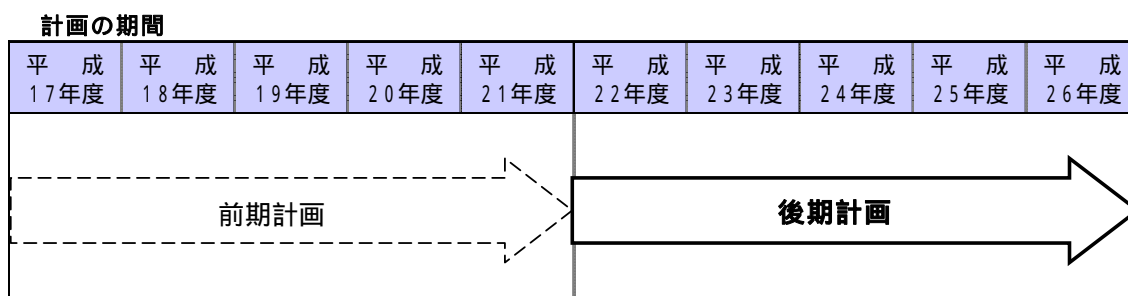 計画の期間
平成 平成 平成 平成 平成 平成 平成 平成 平成 平成
17年度 18年度 19年度 20年度 21年度 22年度 23年度 24年度 25年度 26年度
前期計画 後期計画